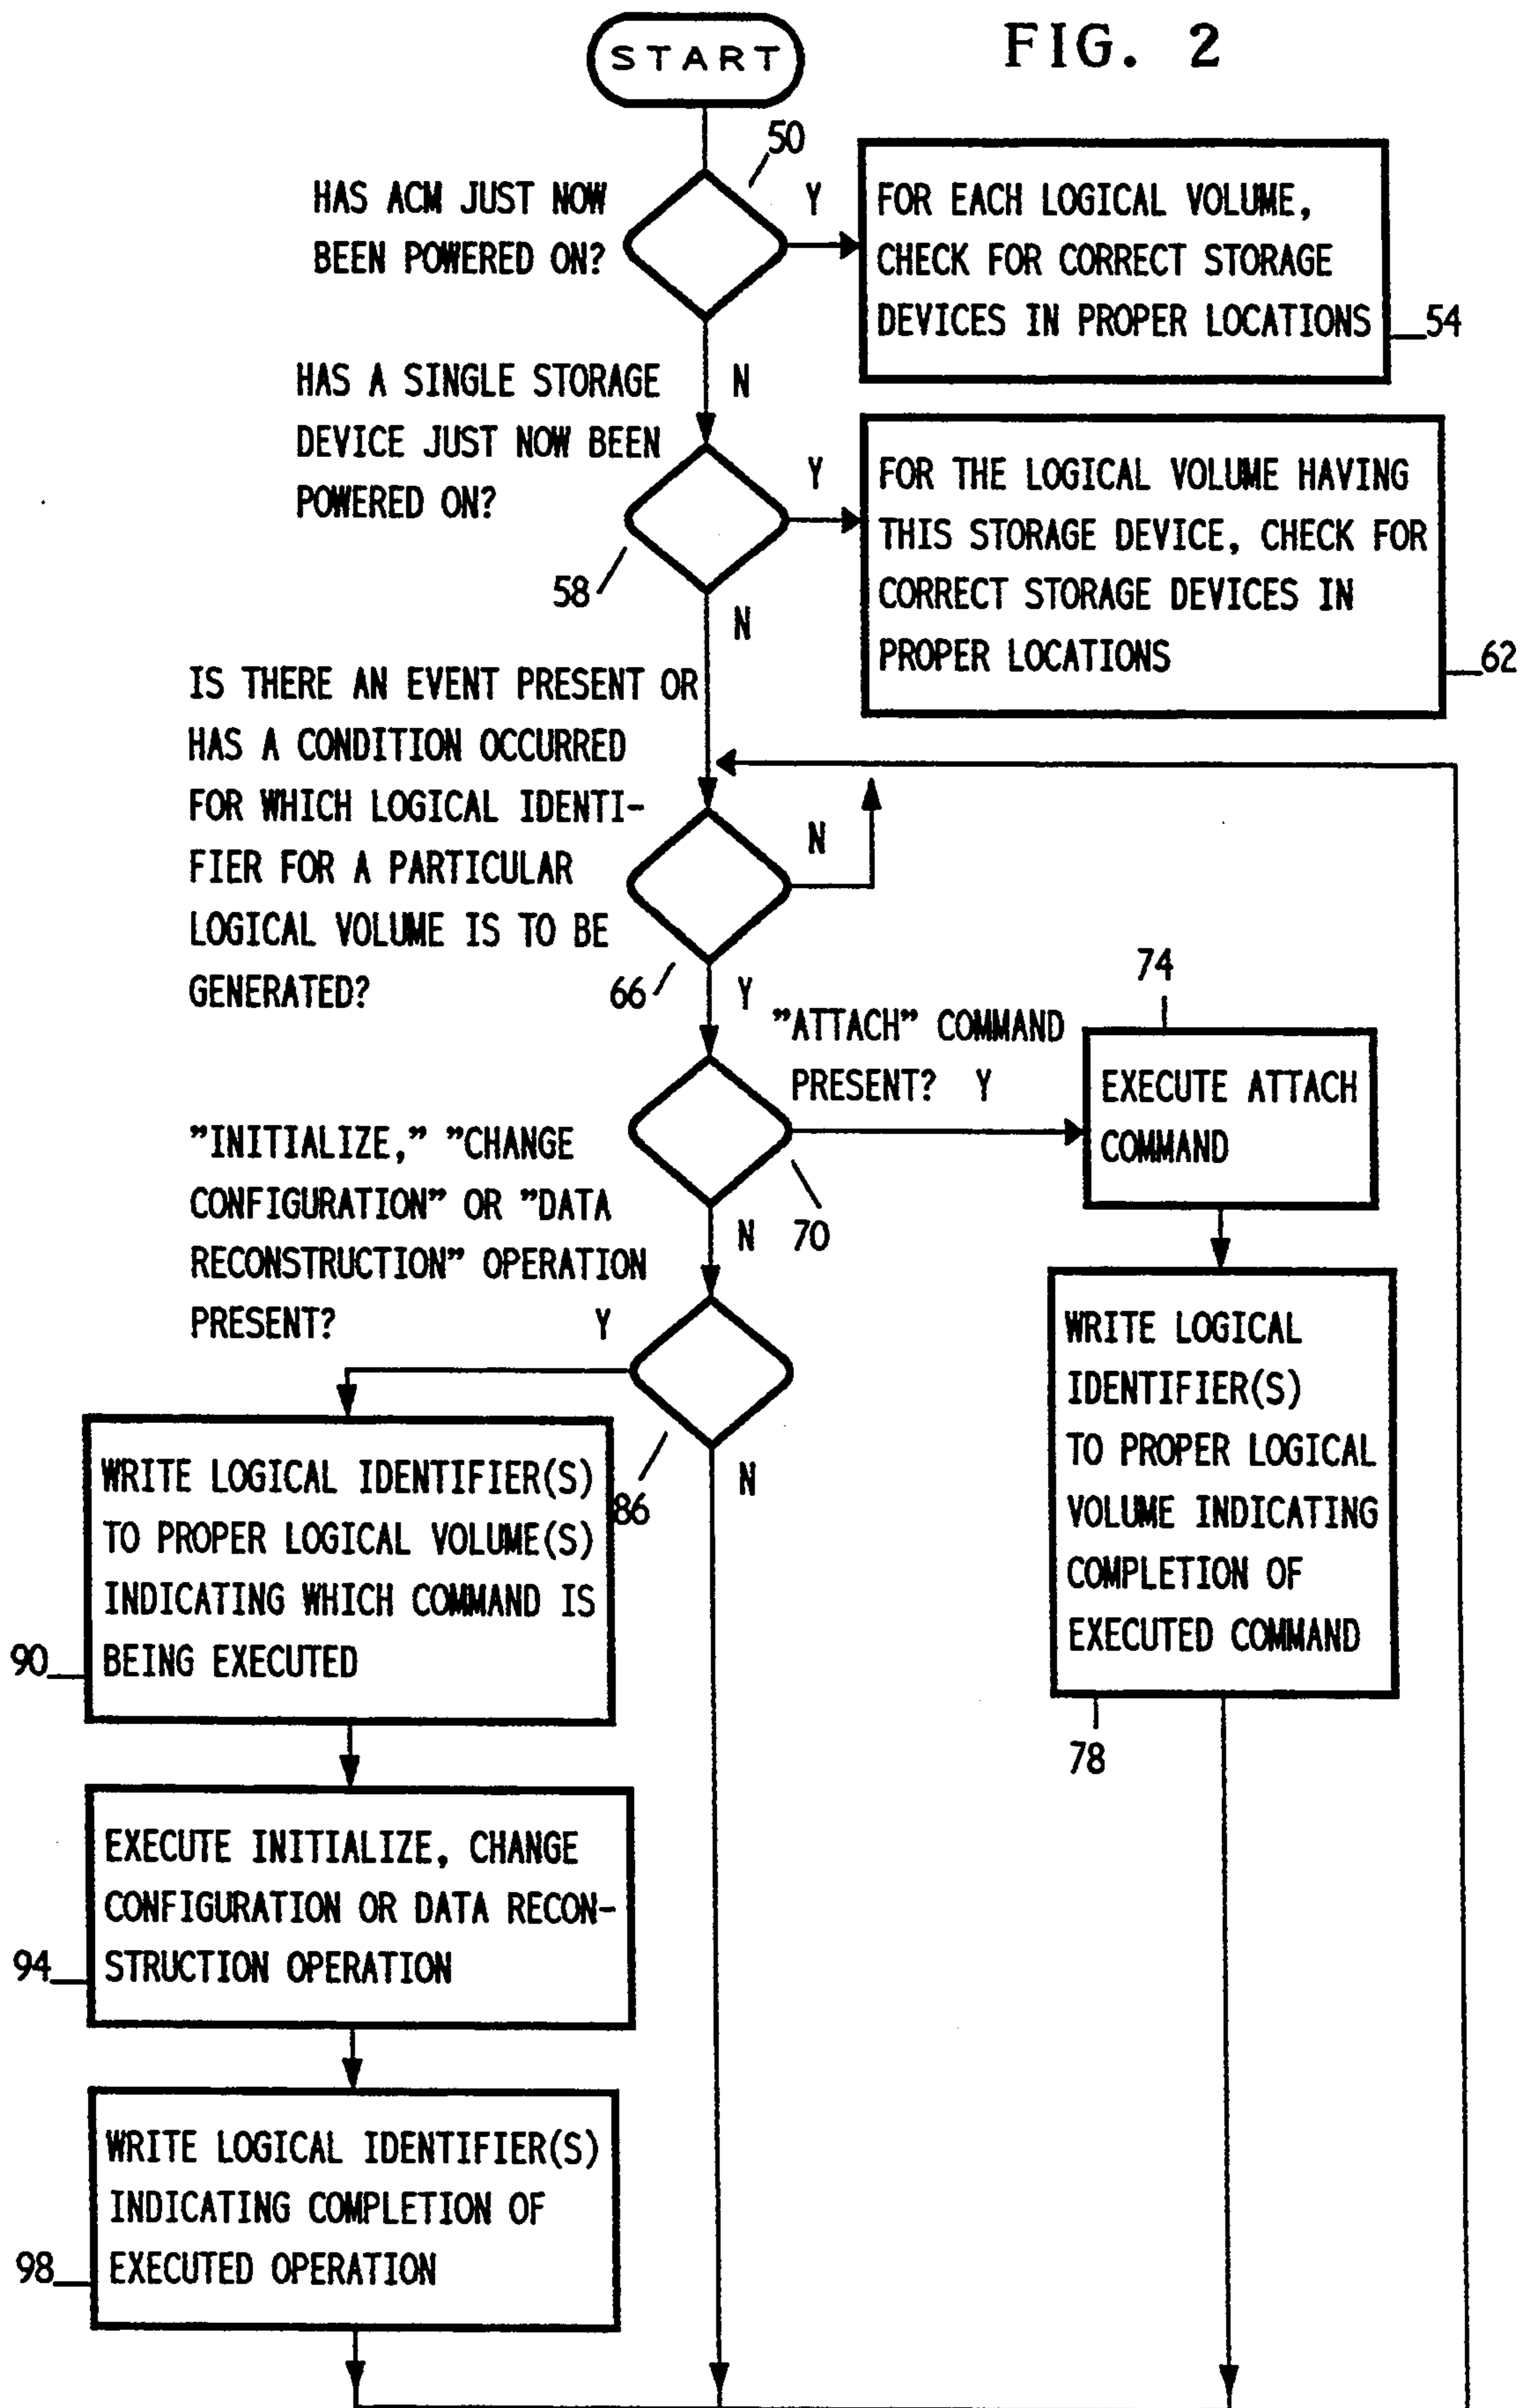 FIG. 2
START
50
HAS ACM JUST NOW
BEEN POWERED ON?
Y
FOR EACH LOGICAL VOLUME,
CHECK FOR CORRECT STORAGE
DEVICES IN PROPER LOCATIONS
54
N
HAS A SINGLE STORAGE
DEVICE JUST NOW BEEN
POWERED ON?
Y
58
FOR THE LOGICAL VOLUME HAVING
THIS STORAGE DEVICE, CHECK FOR
CORRECT STORAGE DEVICES IN
PROPER LOCATIONS
62
N
IS THERE AN EVENT PRESENT OR
HAS A CONDITION OCCURRED
FOR WHICH LOGICAL IDENTI-
FIER FOR A PARTICULAR
LOGICAL VOLUME IS TO BE
GENERATED?
N
66
Y
"ATTACH" COMMAND
PRESENT? Y
70
74
EXECUTE ATTACH
COMMAND
N
WRITE LOGICAL
IDENTIFIER(S)
TO PROPER LOGICAL
VOLUME INDICATING
COMPLETION OF
EXECUTED COMMAND
78
"INITIALIZE," "CHANGE
CONFIGURATION" OR "DATA
RECONSTRUCTION" OPERATION
PRESENT? Y
86
N
WRITE LOGICAL IDENTIFIER(S)
TO PROPER LOGICAL VOLUME(S)
INDICATING WHICH COMMAND IS
BEING EXECUTED
90
EXECUTE INITIALIZE, CHANGE
CONFIGURATION OR DATA RECON-
STRUCTION OPERATION
94
WRITE LOGICAL IDENTIFIER(S)
INDICATING COMPLETION OF
EXECUTED OPERATION
98